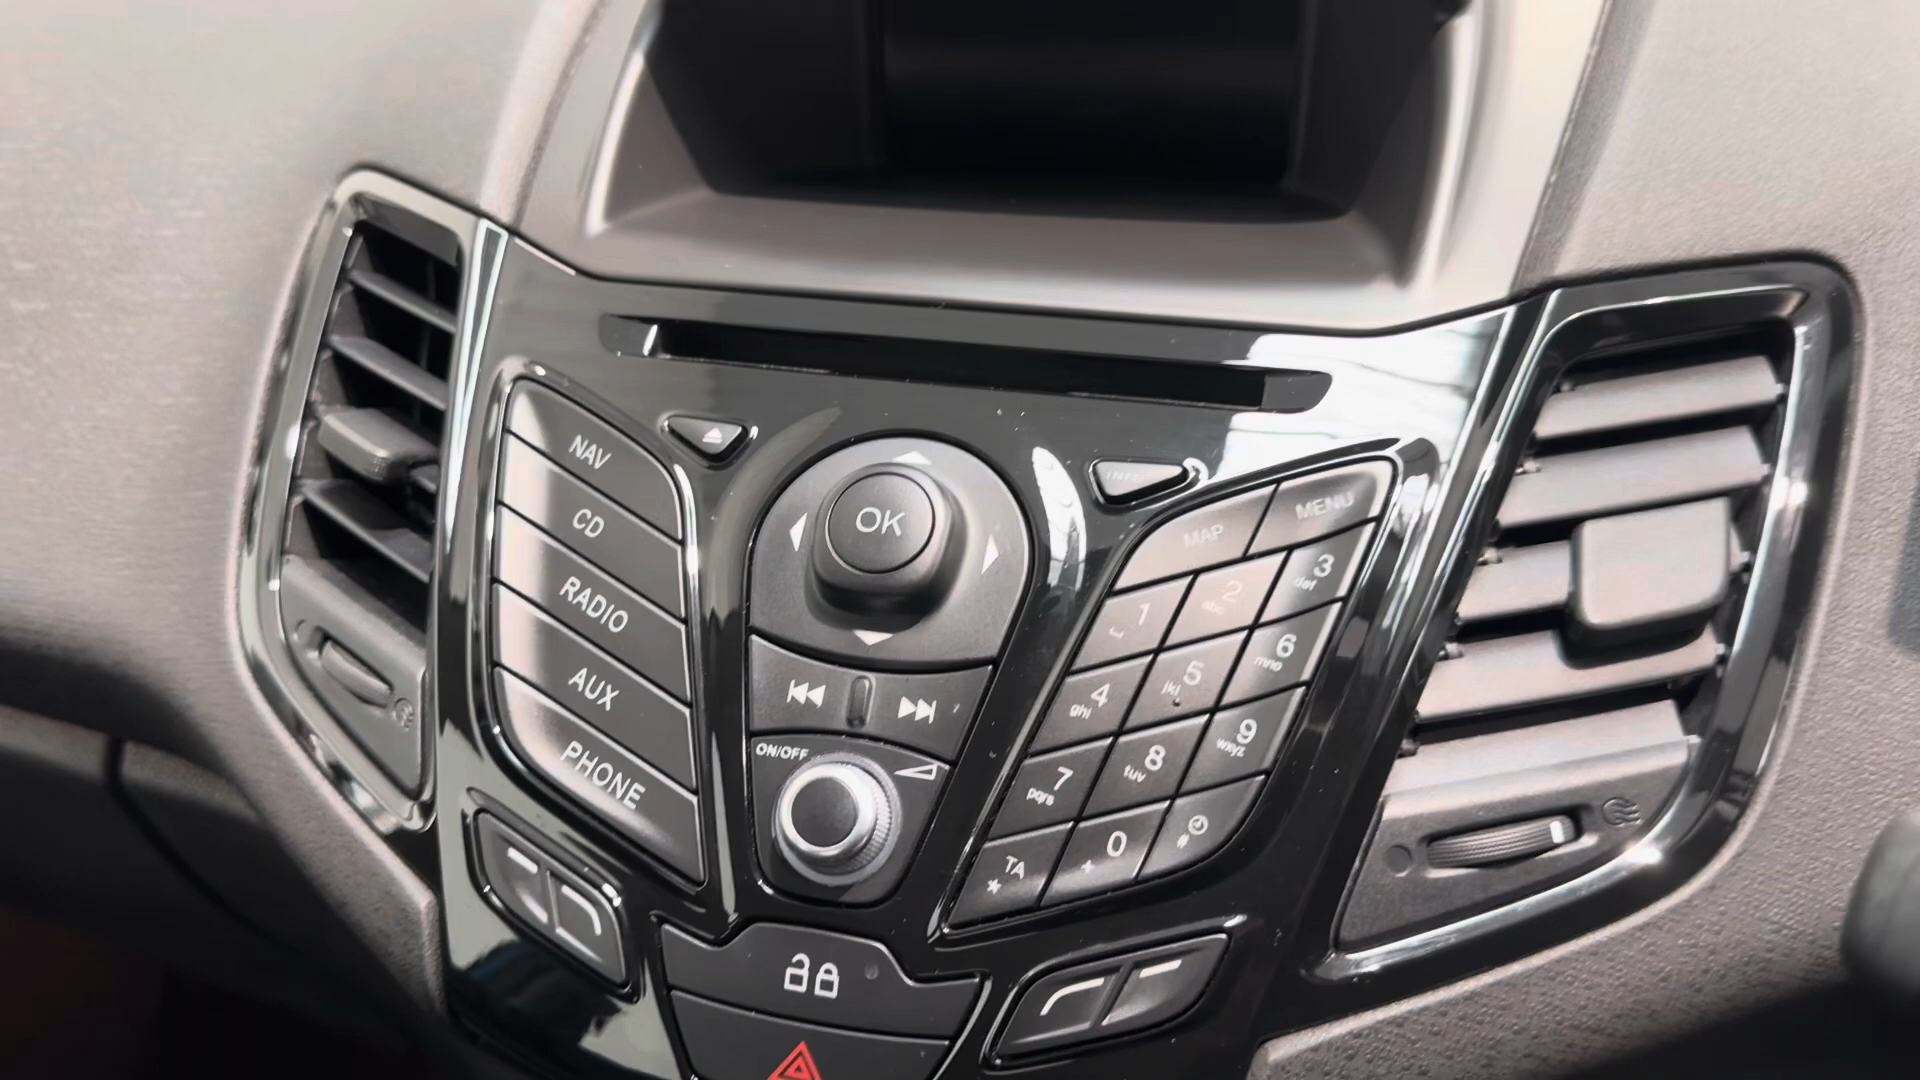 NAV
CD
RADIO
AUX
PHONE
OK
ON/OFF
MAP
MENU
1
2 abc
3 def
4 ghi
5 jkl
6 mno
7 pqrs
8 tuv
9 wxyz
TA *
0 +
#